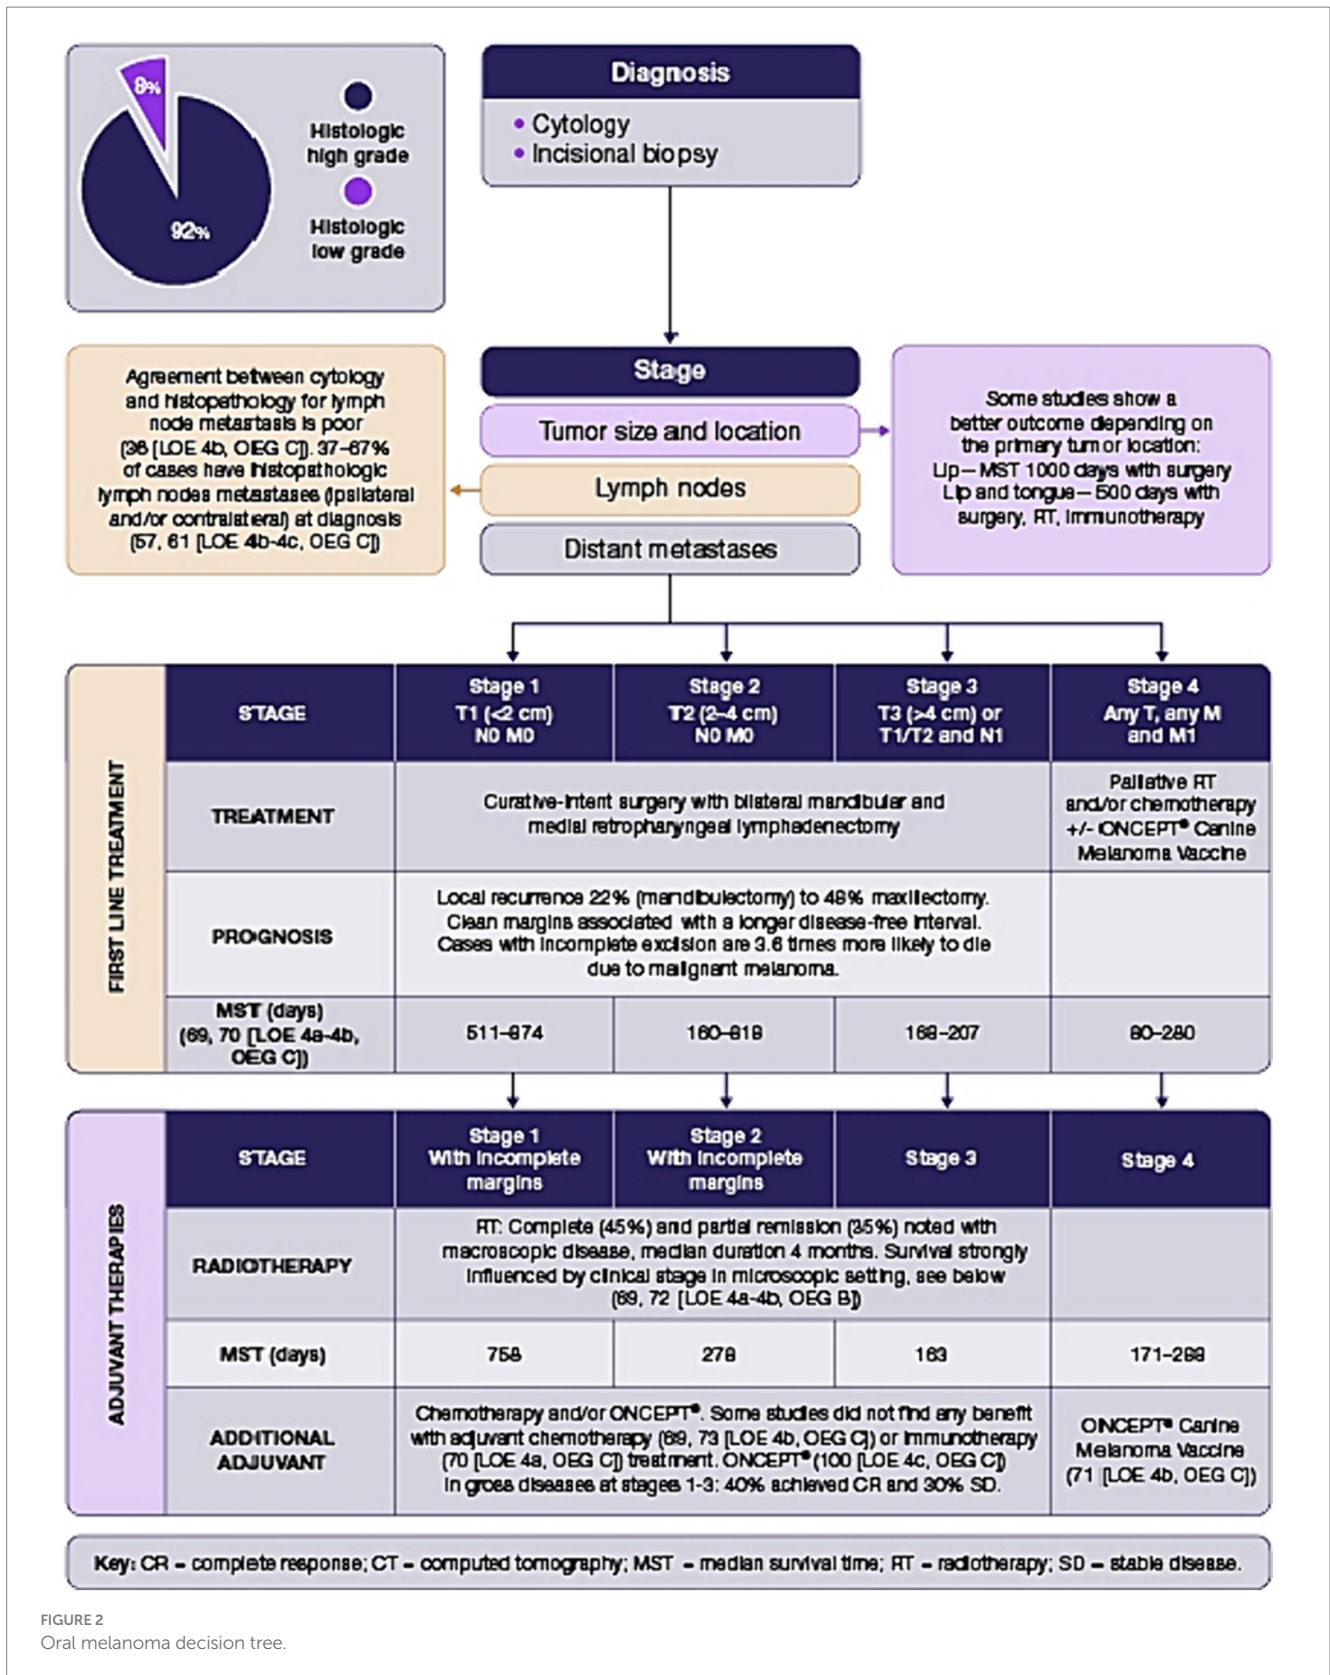 8%
92%
Histologic
high grade
Histologic
low grade
Diagnosis
• Cytology
• Incisional biopsy
Stage
Tumor size and location
Lymph nodes
Distant metastases
Agreement between cytology
and histopathology for lymph
node metastasis is poor
[LOE 4b, OEG C]). 37–67%
of cases have histopathologic
lymph nodes metastases (ipsilateral
and/or contralateral) at diagnosis
(57, 61 [LOE 4b-4c, OEG C])
Some studies show a
better outcome depending on
the primary tumor location:
Lip—MST 1000 days with surgery
Lip and tongue—500 days with
surgery, RT, immunotherapy
FIRST LINE TREATMENT
STAGE
Stage 1
T1 (<2 cm)
N0 M0
Stage 2
T2 (2–4 cm)
N0 M0
Stage 3
T3 (>4 cm) or
T1/T2 and N1
Stage 4
Any T, any M
and M1
TREATMENT
Curative-intent surgery with bilateral mandibular and
medial retropharyngeal lymphadenectomy
Palliative RT
and/or chemotherapy
+/- ONCEPT® Canine
Melanoma Vaccine
PROGNOSIS
Local recurrence 22% (mandibulectomy) to maxillectomy.
Clean margins associated with a longer disease-free interval.
Cases with incomplete excision are 3.6 times more likely to die
due to malignant melanoma.
MST (days)
(69, 70 [LOE 4a-4b,
OEG C])
511–874
160–818
168–207
80–280
ADJUVANT THERAPIES
STAGE
Stage 1
With incomplete
margins
Stage 2
With incomplete
margins
Stage 3
Stage 4
RADIOTHERAPY
RT: Complete (45%) and partial remission noted with
macroscopic disease, median duration 4 months. Survival strongly
influenced by clinical stage in microscopic setting, see below
(69, 72 [LOE 4a-4b, OEG B])
MST (days)
758
163
ADDITIONAL
ADJUVANT
Chemotherapy and/or ONCEPT®. Some studies did not find any benefit
with adjuvant chemotherapy (69, 73 [LOE 4b, OEG C]) or immunotherapy
(70 [LOE 4a, OEG C]) treatment. ONCEPT® (100 [LOE 4c, OEG C])
in gross diseases at stages 1-3: 40% achieved CR and 30% SD.
ONCEPT® Canine
Melanoma Vaccine
(71 [LOE 4b, OEG C])
Key: CR = complete response; CT = computed tomography; MST = median survival time; RT = radiotherapy; SD = stable disease.
FIGURE 2
Oral melanoma decision tree.